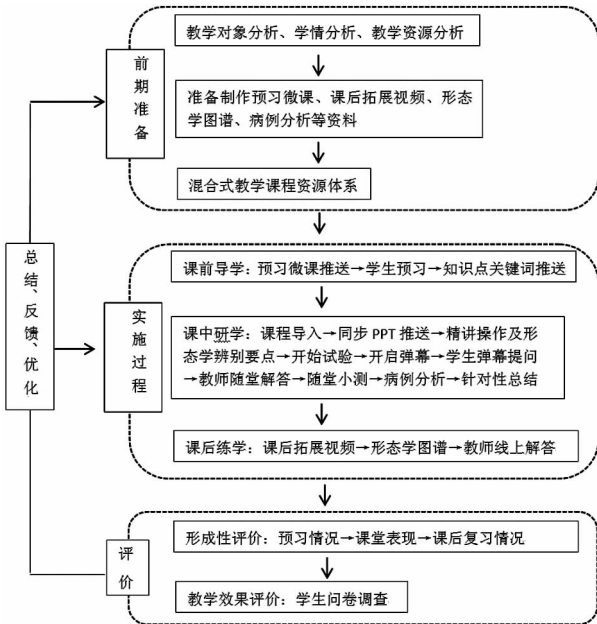 教学对象分析、学情分析、教学资源分析
前期准备
准备制作预习微课、课后拓展视频、形态
学图谱、病例分析等资料
混合式教学课程资源体系
总结、反馈、优化
实施过程
课前导学：预习微课推送→学生预习→知识点关键词推送
课中研学：课程导入→同步 PPT 推送→精讲操作及形
态学辨别要点→开始试验→开启弹幕→学生弹幕提问
→教师随堂解答→随堂小测→病例分析→针对性总结
课后练学：课后拓展视频→形态学图谱→教师线上解答
评价
形成性评价：预习情况→课堂表现→课后复习情况
教学效果评价：学生问卷调查